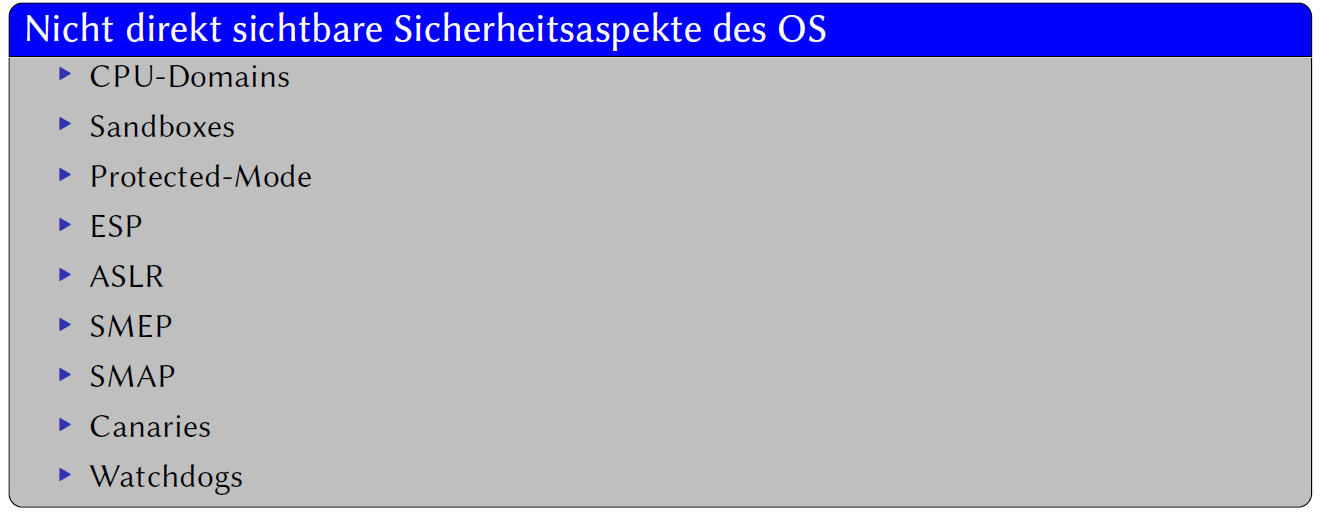 Nicht direkt sichtbare Sicherheitsaspekte des OS
CPU-Domains
Sandboxes
Protected-Mode
ESP
ASLR
SMEP
SMAP
Canaries
Watchdogs